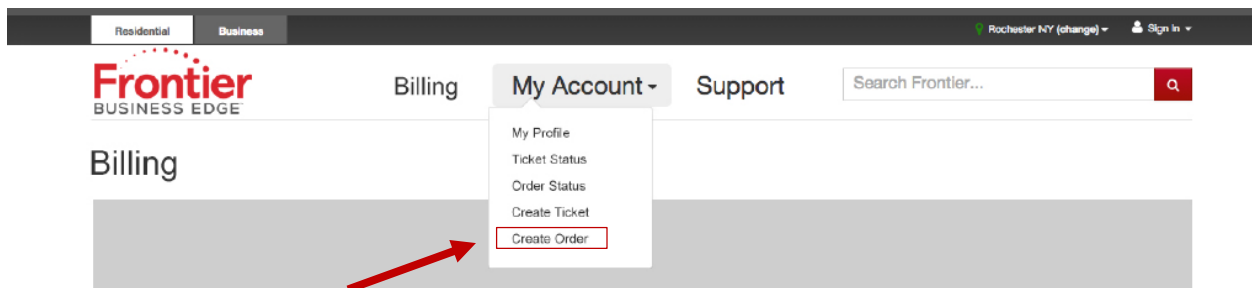 Residential Business Rochester NY (change) Sign In
Frontier
BUSINESS EDGE
Billing My Account Support Search Frontier...
My Profile
Billing
Ticket Status
Order Status
Create Ticket
Create Order